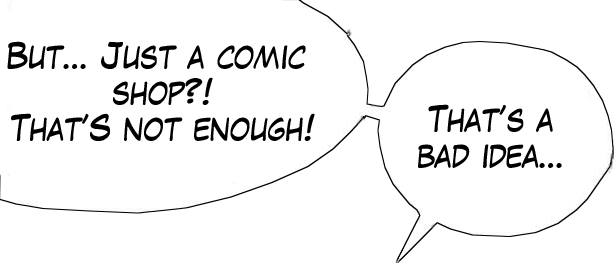 But... Just a comic
shop?!
That's not enough!
That's a
bad idea...